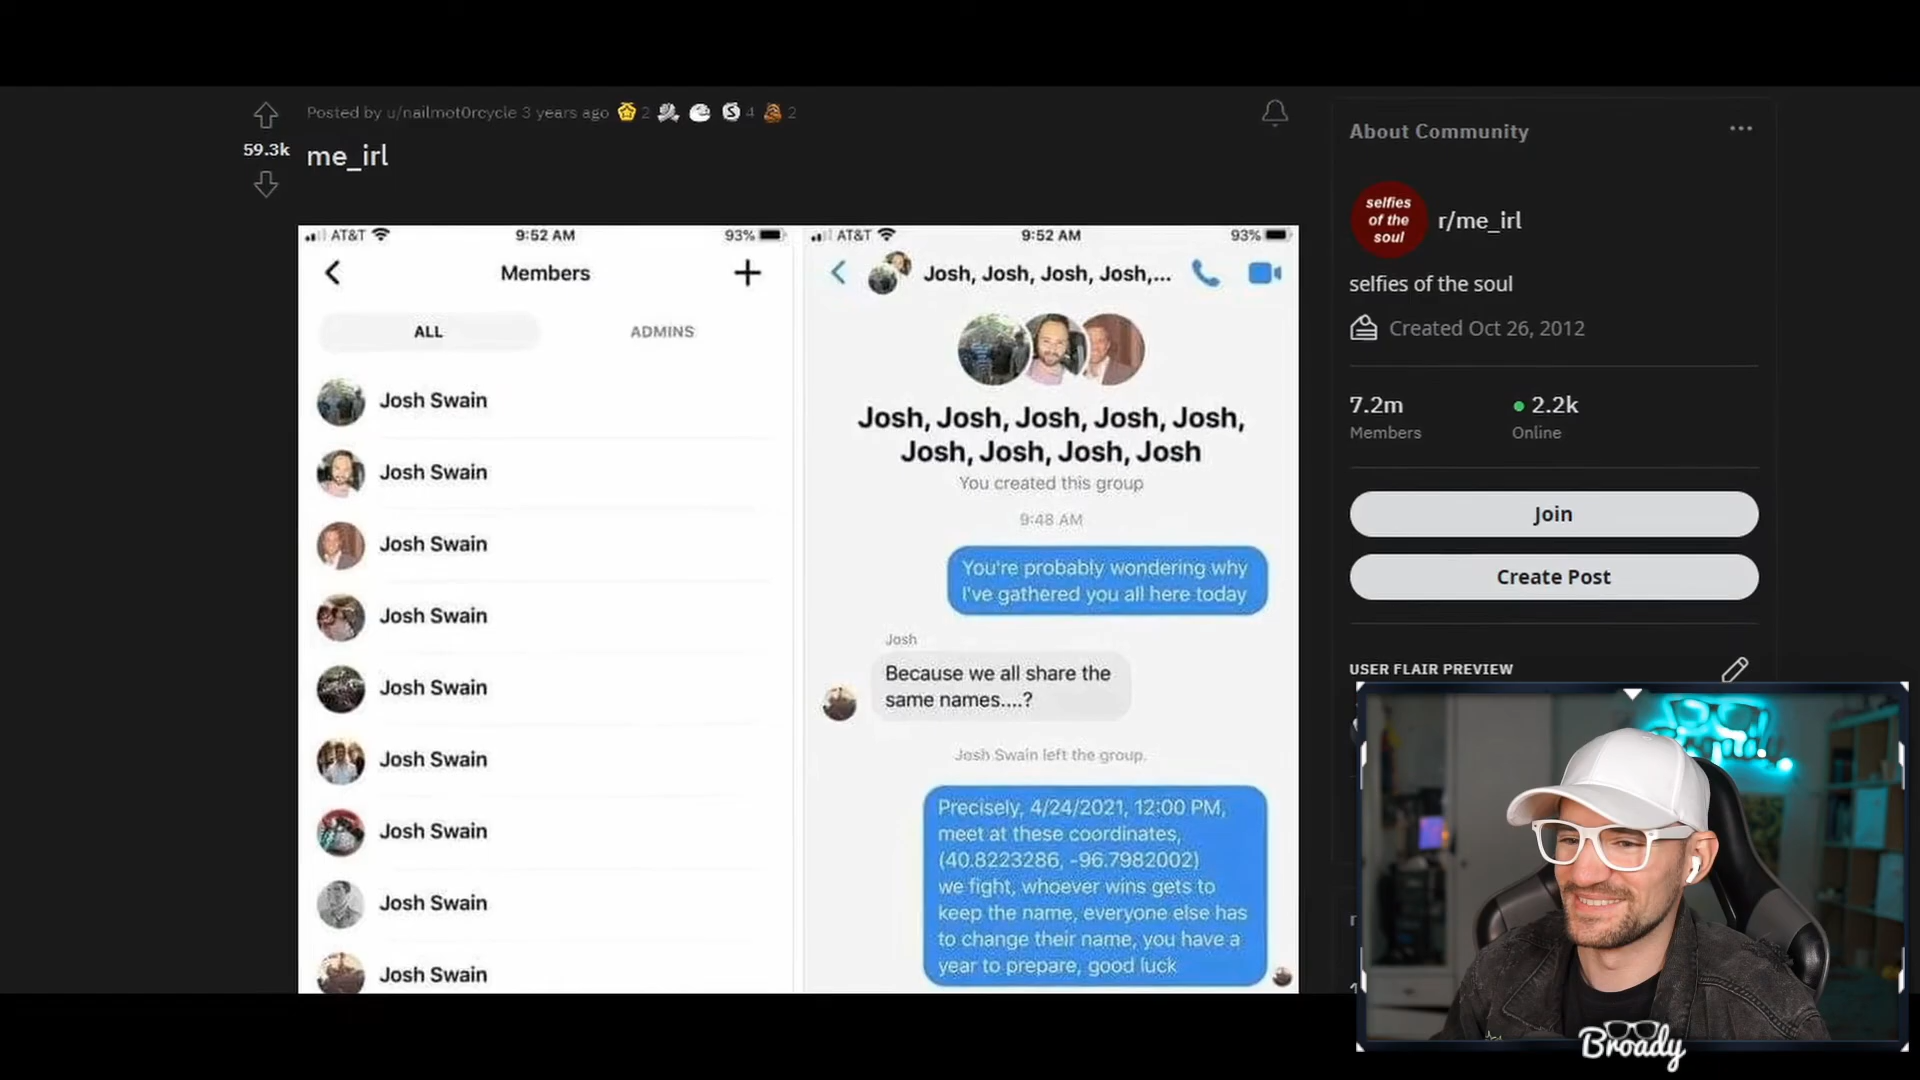 Posted by u/nailmot0rcycle 3 years ago 2 4 2
59.3k
me_irl
AT&T 9:52 AM 93%
Members
ALL ADMINS
Josh Swain
Josh Swain
Josh Swain
Josh Swain
Josh Swain
Josh Swain
Josh Swain
Josh Swain
Josh Swain
AT&T 9:52 AM 93%
Josh, Josh, Josh, Josh,...
Josh, Josh, Josh, Josh, Josh,
Josh, Josh, Josh, Josh
You created this group
9:48 AM
You're probably wondering why
I've gathered you all here today
Josh
Because we all share the
same names....?
Josh Swain left the group.
Precisely, 4/24/2021, 12:00 PM,
meet at these coordinates,
(40.8223286, -96.7982002)
we fight, whoever wins gets to
keep the name, everyone else has
to change their name, you have a
year to prepare, good luck
About Community
selfies
of the
soul
r/me_irl
selfies of the soul
Created Oct 26, 2012
7.2m 2.2k
Members Online
Join
Create Post
USER FLAIR PREVIEW
Broady